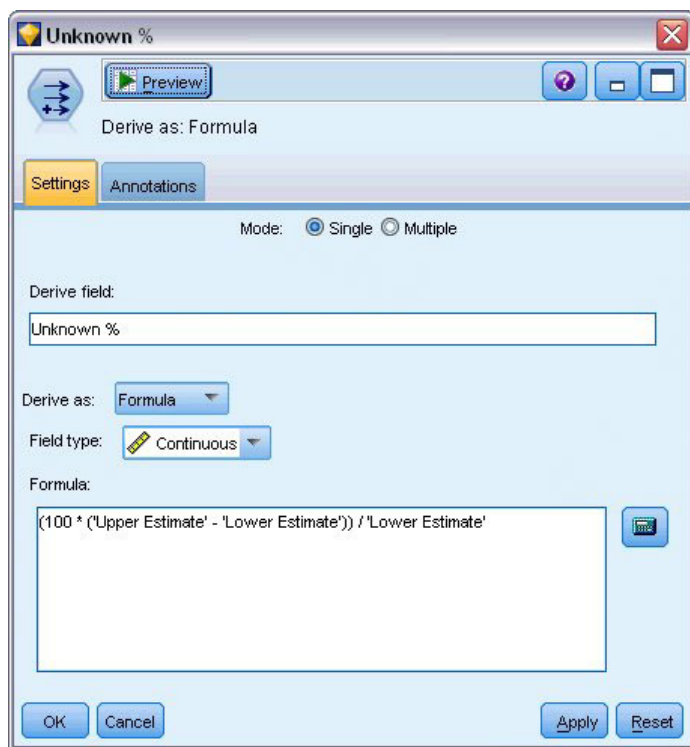 Unknown %
Preview
Derive as: Formula
Settings Annotations
Mode: Single Multiple
Derive field:
Unknown %
Derive as: Formula
Field type: Continuous
Formula:
(100 * ('Upper Estimate' - 'Lower Estimate')) / 'Lower Estimate'
OK Cancel Apply Reset